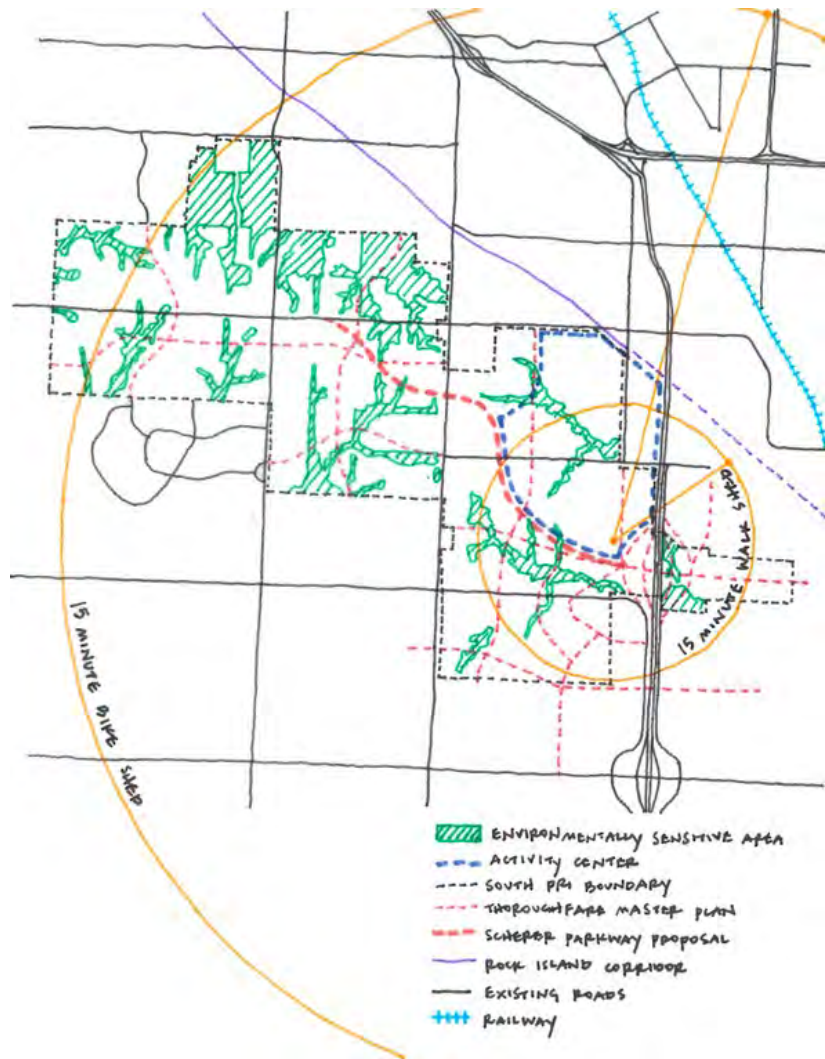 15 MINUTE BIKE SHED
15 MINUTE WALK SHED
ENVIRONMENTALLY SENSITIVE AREA
ACTIVITY CENTER
SOUTH PRI BOUNDARY
THOROUGHFARE MASTER PLAN
SCHERER PARKWAY PROPOSAL
ROCK ISLAND CORRIDOR
EXISTING ROADS
RAILWAY